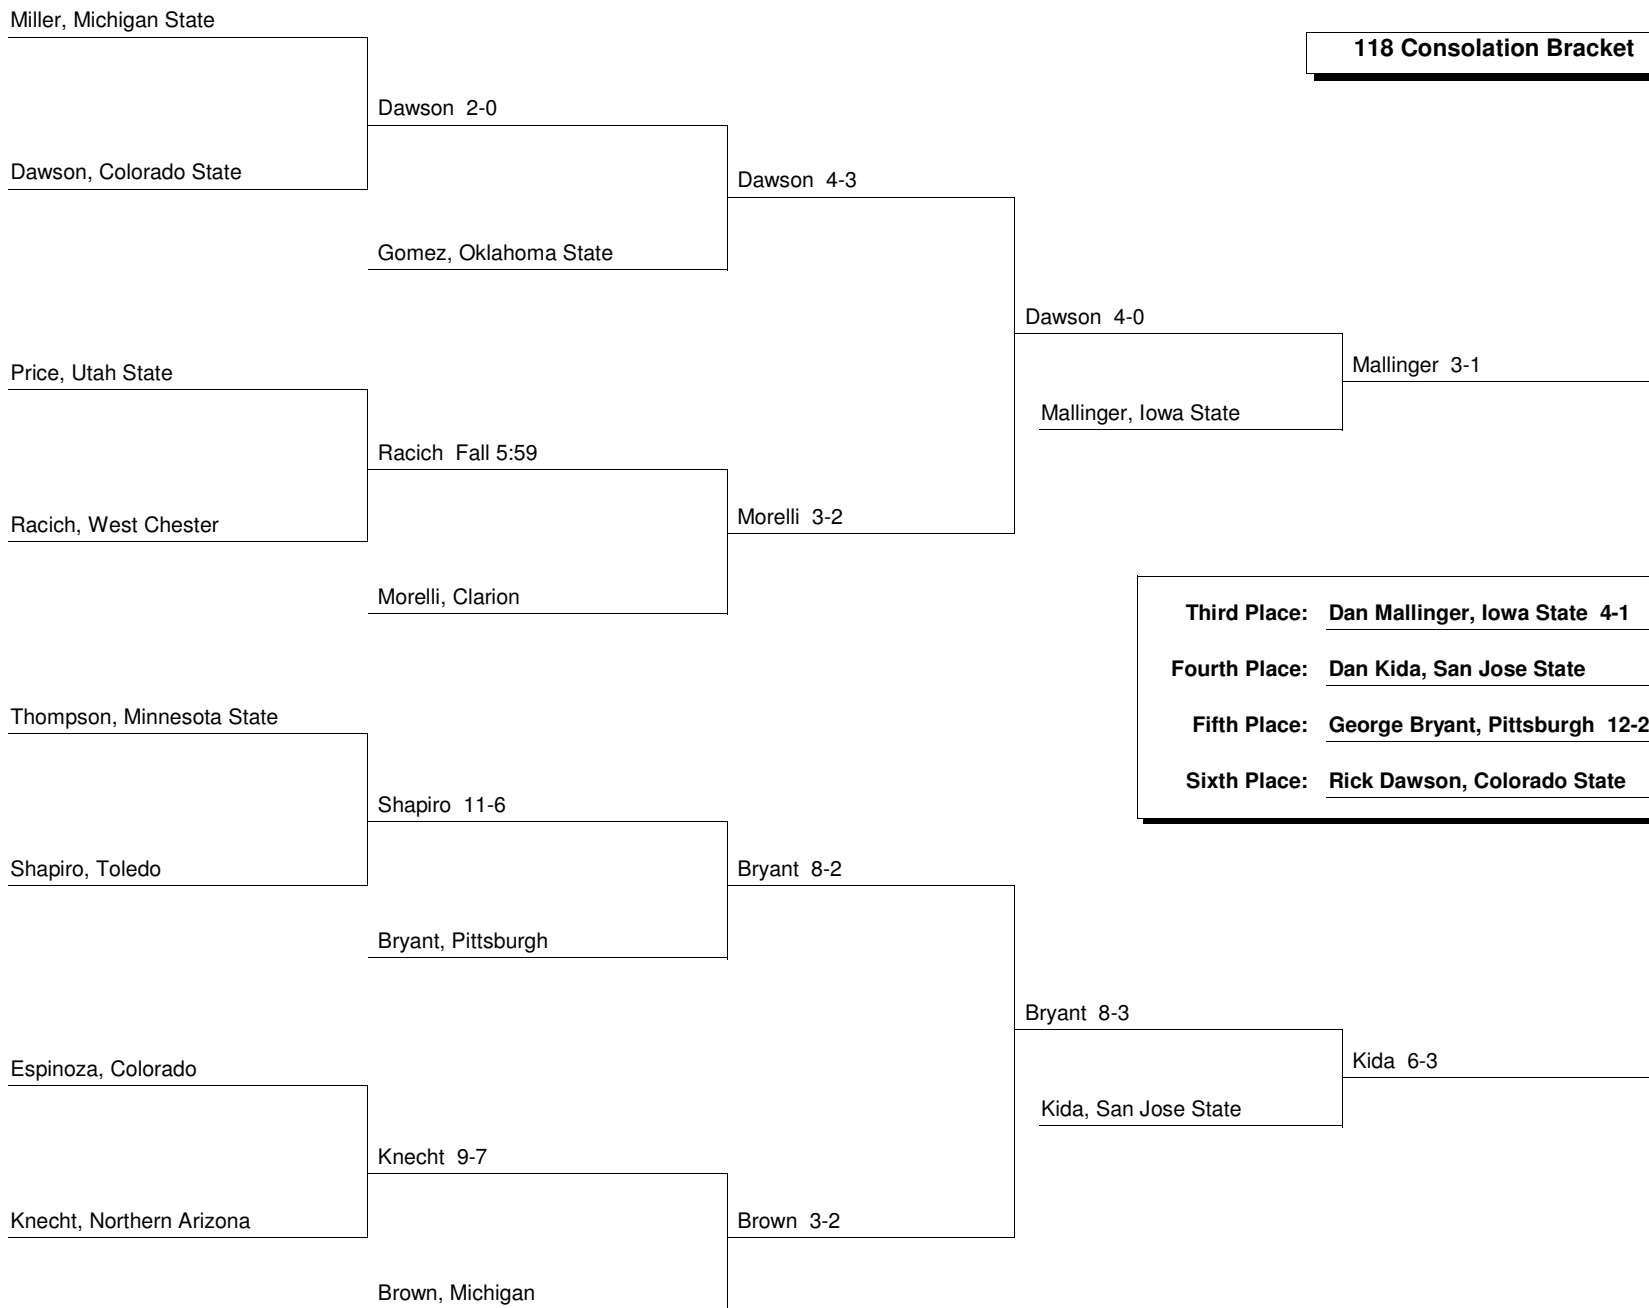 Miller, Michigan State
118 Consolation Bracket
Dawson 2-0
Dawson, Colorado State
Dawson 4-3
Gomez, Oklahoma State
Dawson 4-0
Price, Utah State
Mallinger 3-1
Mallinger, Iowa State
Racich Fall 5:59
Racich, West Chester
Morelli 3-2
Morelli, Clarion
Third Place: Dan Mallinger, Iowa State 4-1
Fourth Place: Dan Kida, San Jose State
Fifth Place: George Bryant, Pittsburgh 12-2
Sixth Place: Rick Dawson, Colorado State
Thompson, Minnesota State
Shapiro 11-6
Shapiro, Toledo
Bryant 8-2
Bryant, Pittsburgh
Bryant 8-3
Espinoza, Colorado
Kida 6-3
Kida, San Jose State
Knecht 9-7
Knecht, Northern Arizona
Brown 3-2
Brown, Michigan